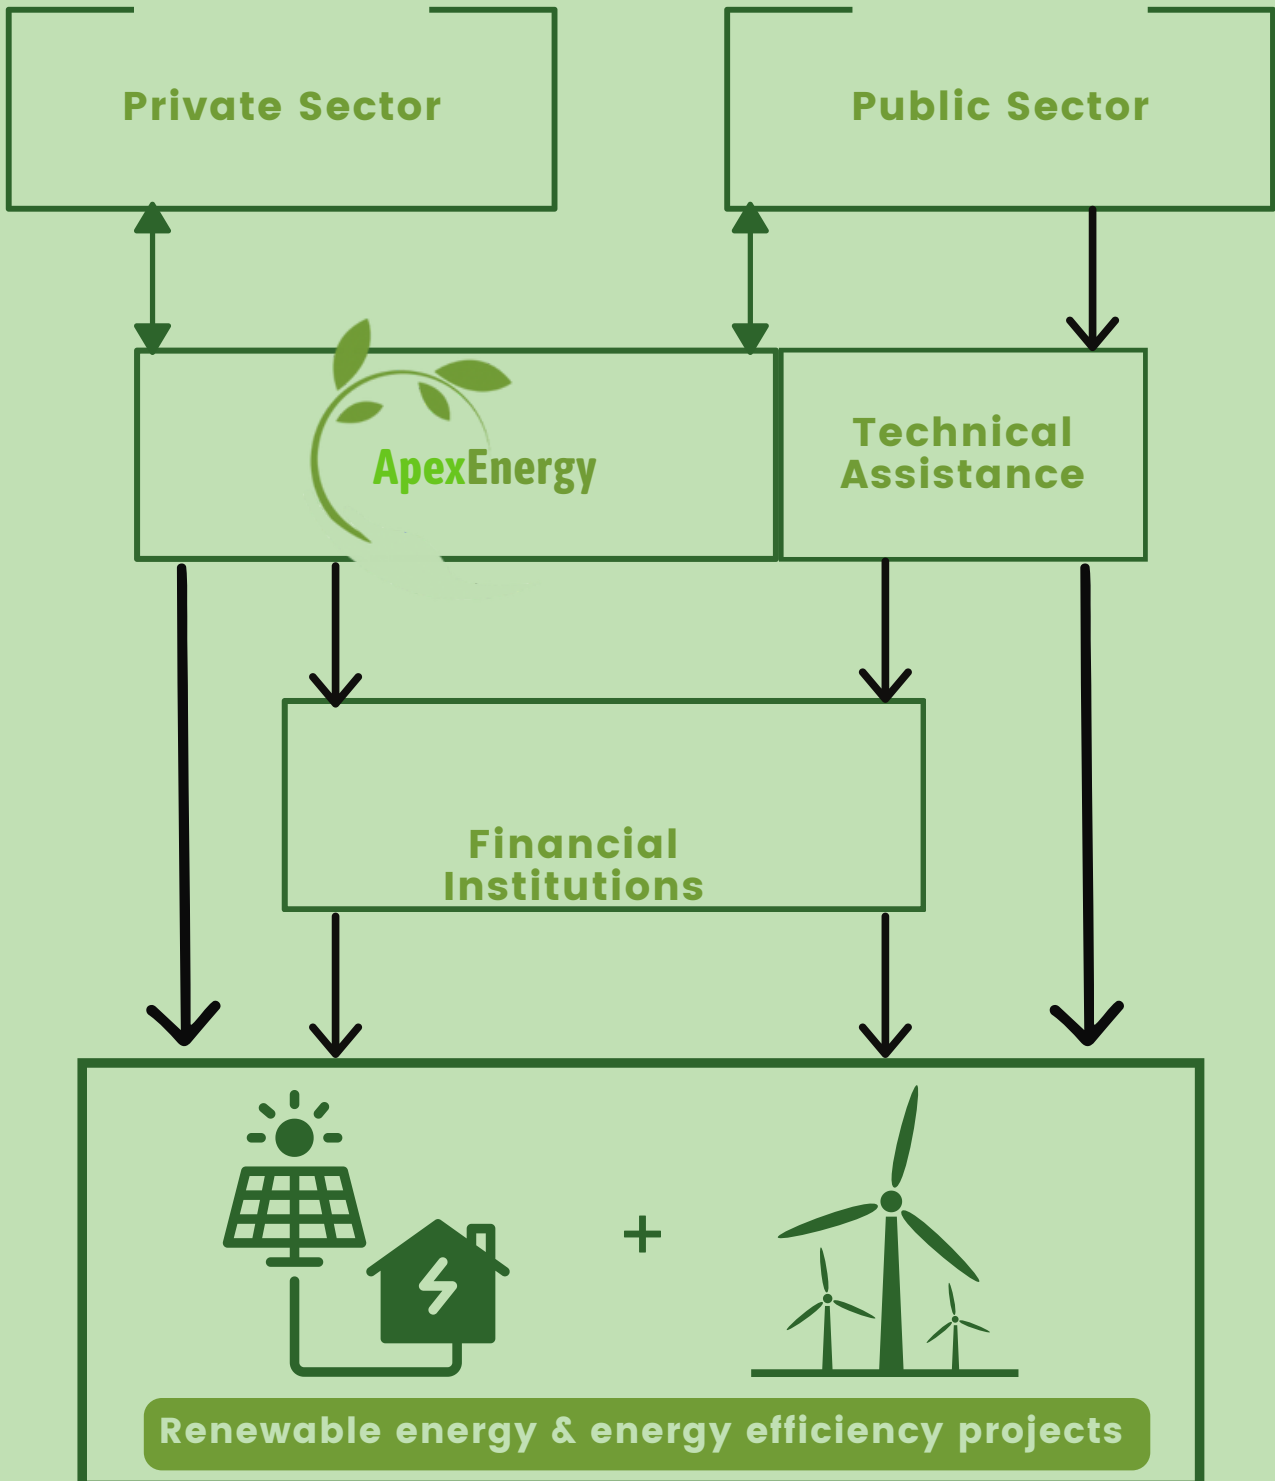 Private Sector
Public Sector
ApexEnergy
Technical
Assistance
Financial
Institutions
+
Renewable energy & energy efficiency projects